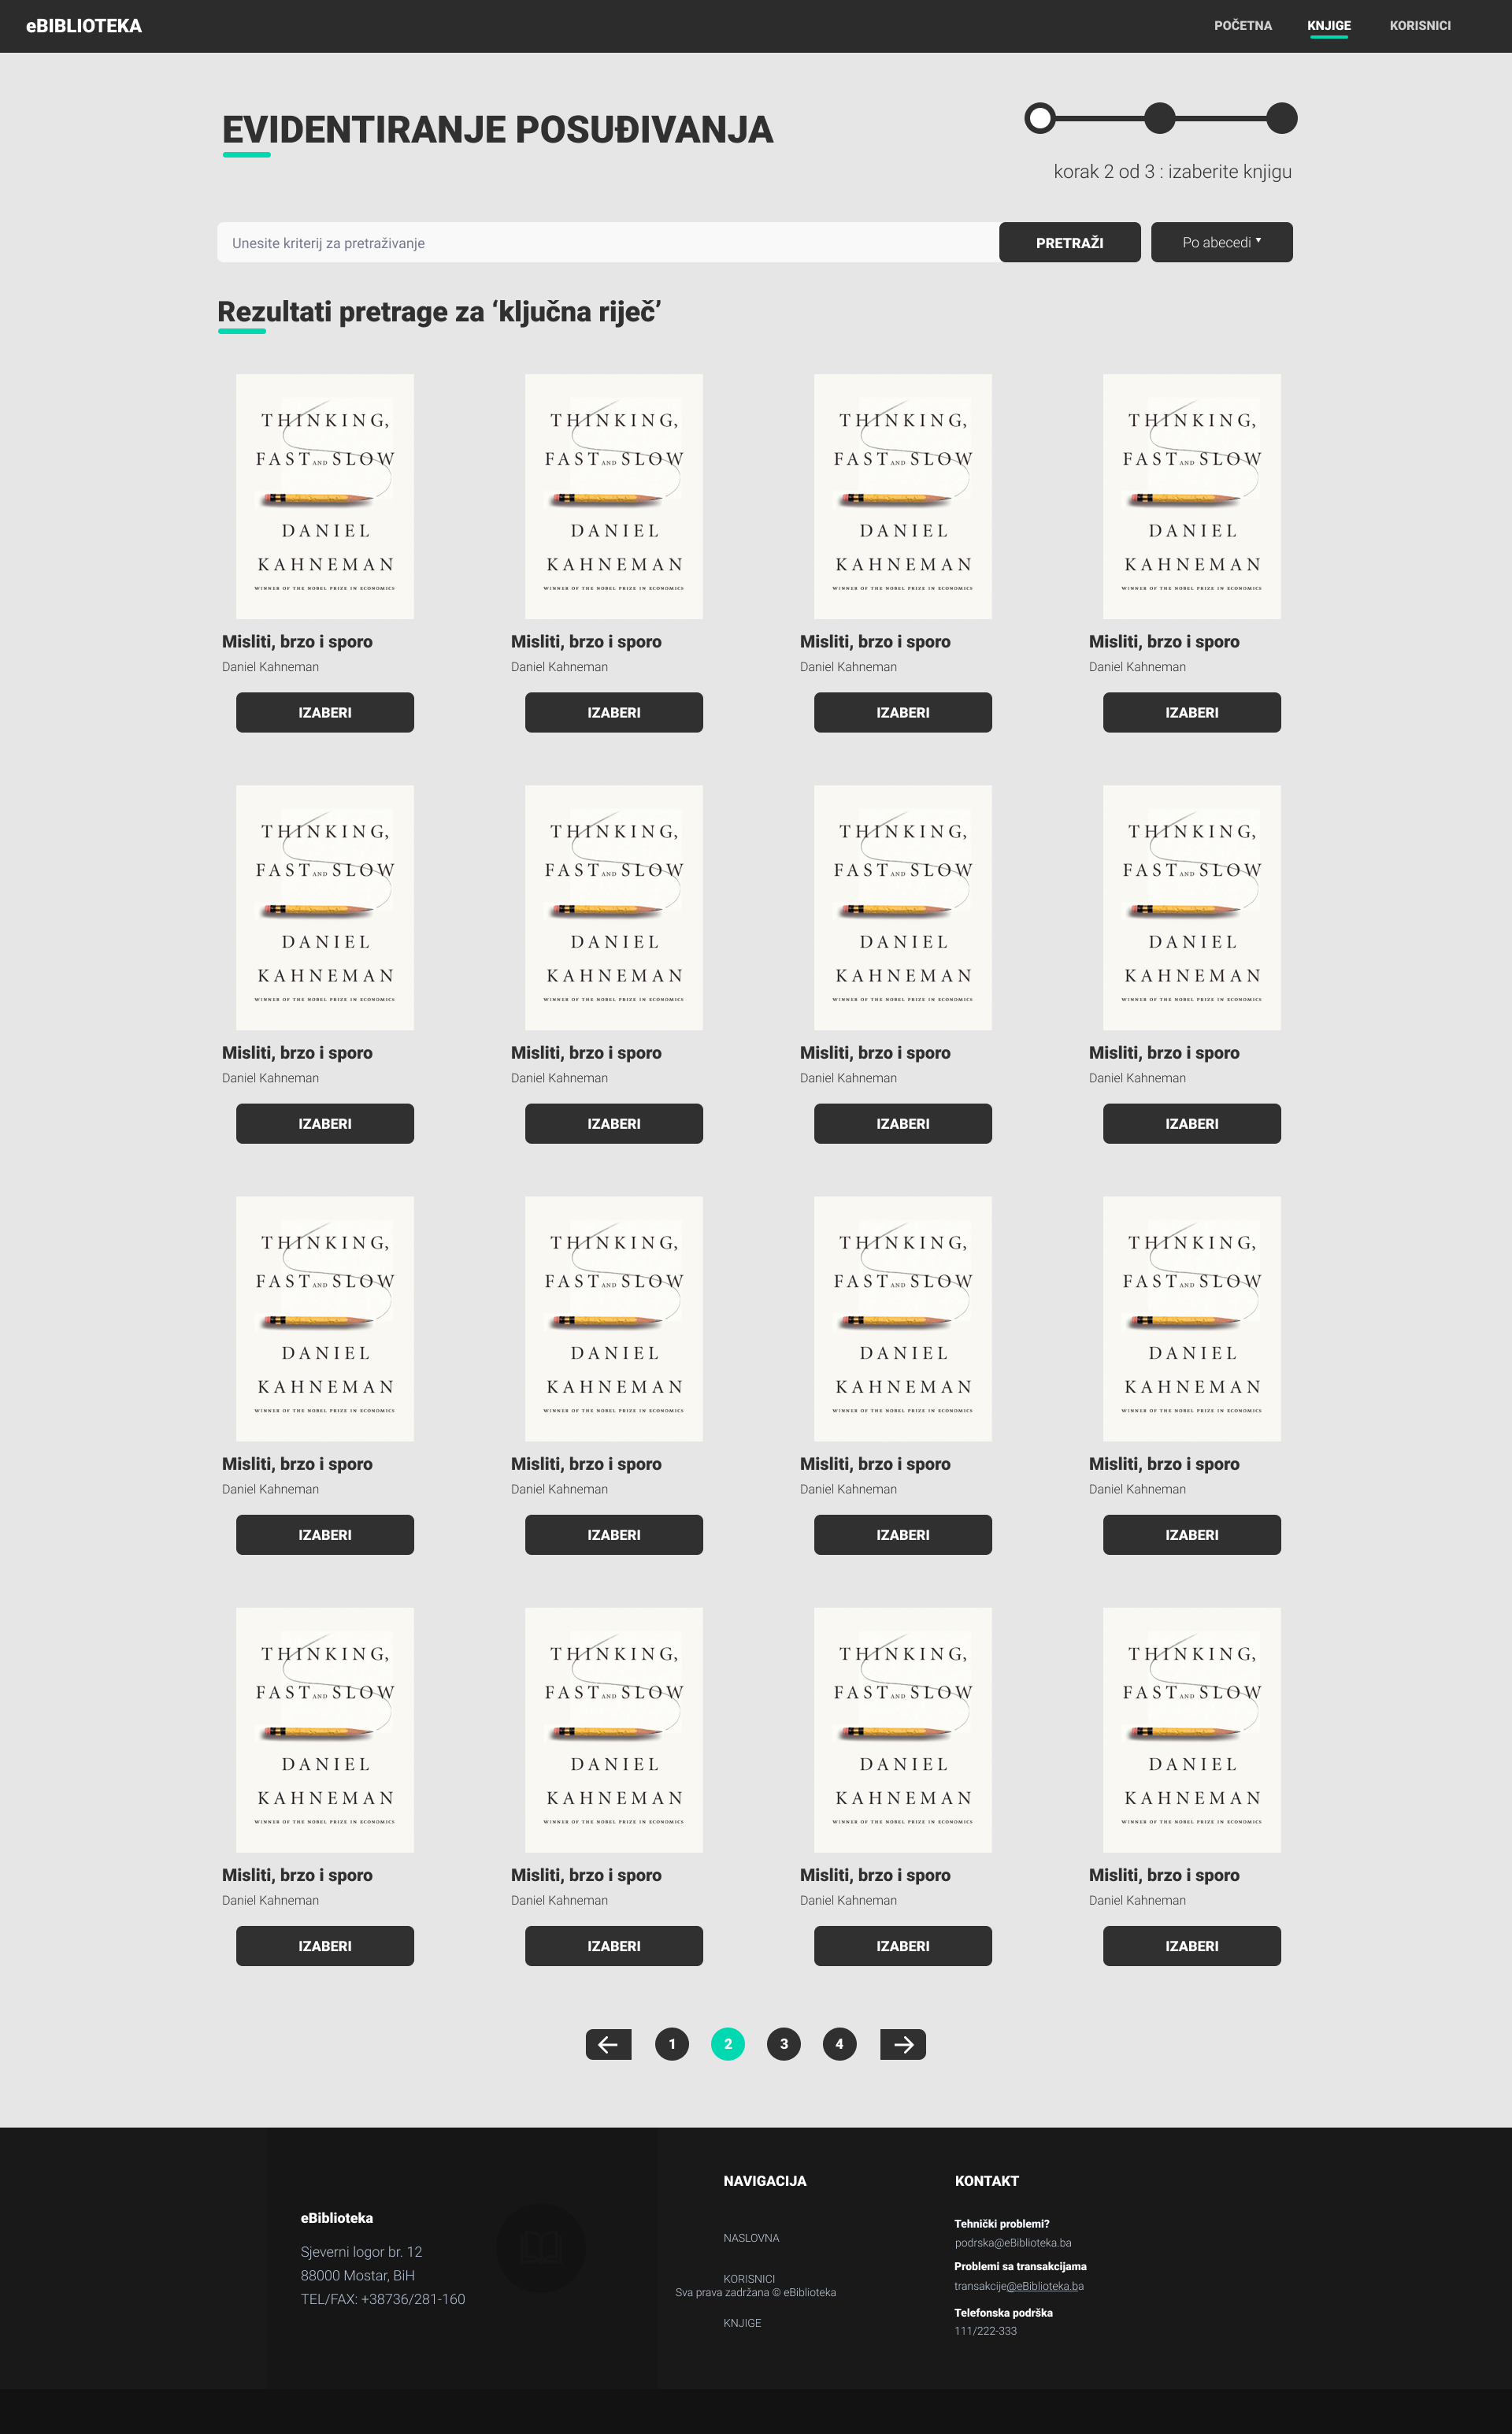 eBIBLIOTEKA
POČETNA KNJIGE KORISNICI
EVIDENTIRANJE POSUĐIVANJA
korak 2 od 3 : izaberite knjigu
Unesite kriterij za pretraživanje PRETRAŽI Po abecedi
Rezultati pretrage za ‘ključna riječ’
THINKING, THINKING, THINKING, THINKING,
FAST AND SLOW FAST AND SLOW FAST AND SLOW FAST AND SLOW
DANIEL DANIEL DANIEL DANIEL
KAHNEMAN KAHNEMAN KAHNEMAN KAHNEMAN
WINNER OF THE NOBEL PRIZE IN ECONOMICS WINNER OF THE NOBEL PRIZE IN ECONOMICS WINNER OF THE NOBEL PRIZE IN ECONOMICS WINNER OF THE NOBEL PRIZE IN ECONOMICS
Misliti, brzo i sporo Misliti, brzo i sporo Misliti, brzo i sporo Misliti, brzo i sporo
Daniel Kahneman Daniel Kahneman Daniel Kahneman Daniel Kahneman
IZABERI IZABERI IZABERI IZABERI
THINKING, THINKING, THINKING, THINKING,
FAST AND SLOW FAST AND SLOW FAST AND SLOW FAST AND SLOW
DANIEL DANIEL DANIEL DANIEL
KAHNEMAN KAHNEMAN KAHNEMAN KAHNEMAN
WINNER OF THE NOBEL PRIZE IN ECONOMICS WINNER OF THE NOBEL PRIZE IN ECONOMICS WINNER OF THE NOBEL PRIZE IN ECONOMICS WINNER OF THE NOBEL PRIZE IN ECONOMICS
Misliti, brzo i sporo Misliti, brzo i sporo Misliti, brzo i sporo Misliti, brzo i sporo
Daniel Kahneman Daniel Kahneman Daniel Kahneman Daniel Kahneman
IZABERI IZABERI IZABERI IZABERI
THINKING, THINKING, THINKING, THINKING,
FAST AND SLOW FAST AND SLOW FAST AND SLOW FAST AND SLOW
DANIEL DANIEL DANIEL DANIEL
KAHNEMAN KAHNEMAN KAHNEMAN KAHNEMAN
WINNER OF THE NOBEL PRIZE IN ECONOMICS WINNER OF THE NOBEL PRIZE IN ECONOMICS WINNER OF THE NOBEL PRIZE IN ECONOMICS WINNER OF THE NOBEL PRIZE IN ECONOMICS
Misliti, brzo i sporo Misliti, brzo i sporo Misliti, brzo i sporo Misliti, brzo i sporo
Daniel Kahneman Daniel Kahneman Daniel Kahneman Daniel Kahneman
IZABERI IZABERI IZABERI IZABERI
THINKING, THINKING, THINKING, THINKING,
FAST AND SLOW FAST AND SLOW FAST AND SLOW FAST AND SLOW
DANIEL DANIEL DANIEL DANIEL
KAHNEMAN KAHNEMAN KAHNEMAN KAHNEMAN
WINNER OF THE NOBEL PRIZE IN ECONOMICS WINNER OF THE NOBEL PRIZE IN ECONOMICS WINNER OF THE NOBEL PRIZE IN ECONOMICS WINNER OF THE NOBEL PRIZE IN ECONOMICS
Misliti, brzo i sporo Misliti, brzo i sporo Misliti, brzo i sporo Misliti, brzo i sporo
Daniel Kahneman Daniel Kahneman Daniel Kahneman Daniel Kahneman
IZABERI IZABERI IZABERI IZABERI
1 2 3 4
eBiblioteka
Sjeverni logor br. 12
88000 Mostar, BiH
TEL/FAX: +38736/281-160
NAVIGACIJA
NASLOVNA
KORISNICI
Sva prava zadržana © eBiblioteka
KNJIGE
KONTAKT
Tehnički problemi?
podrska@eBiblioteka.ba
Problemi sa transakcijama
transakcije@eBiblioteka.ba
Telefonska podrška
111/222-333